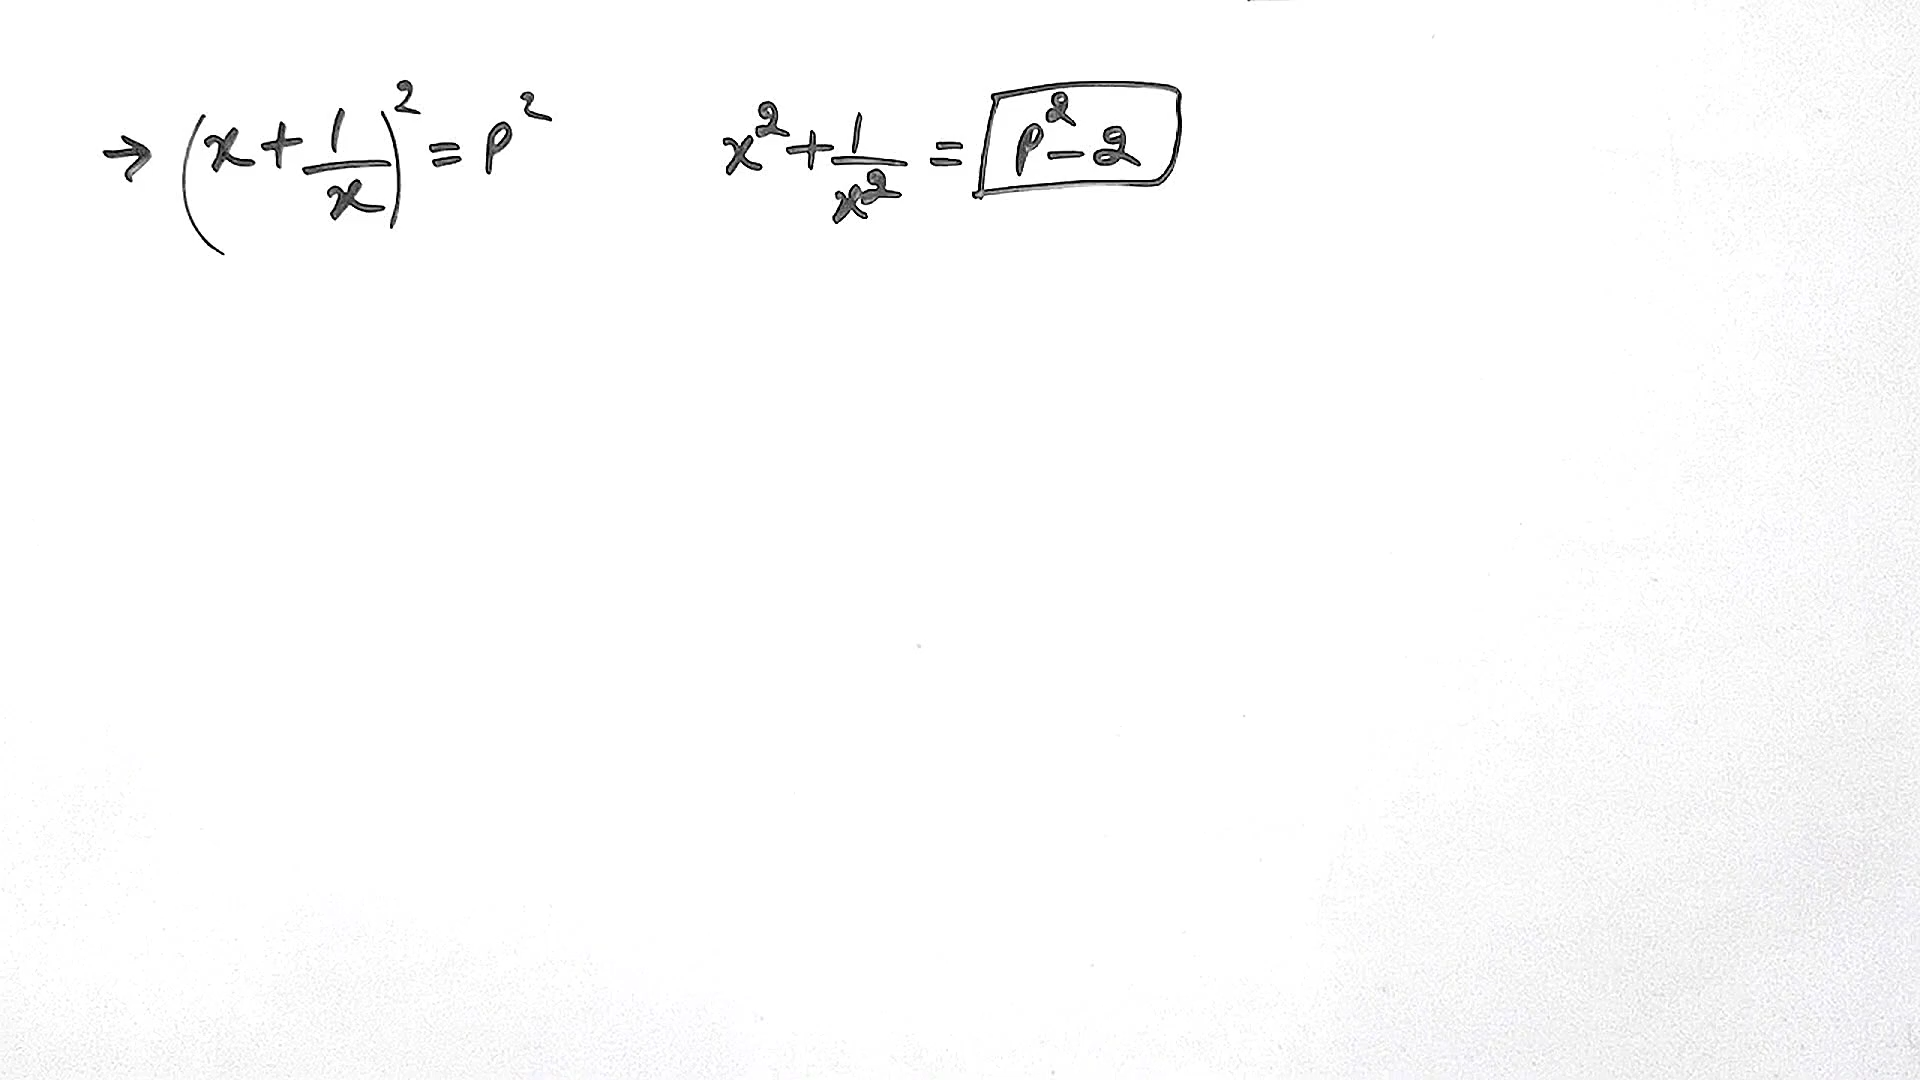 → (x + 1/x)² = P² x² + 1/x² = P² - 2